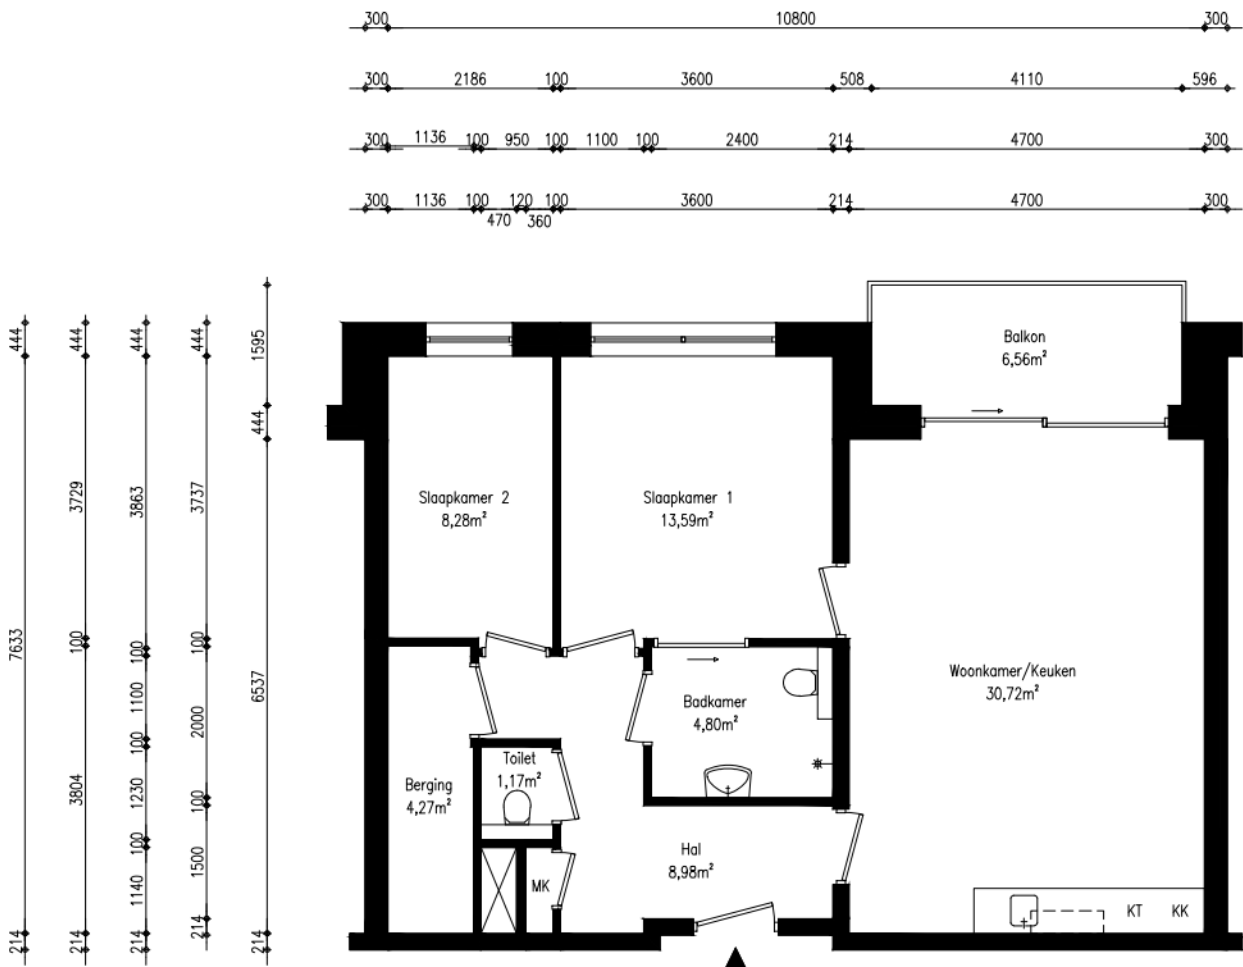 300 10800 300
300 2186 100 3600 508 4110 596
300 1136 100 950 100 1100 100 2400 214 4700 300
300 1136 100 120 100 3600 214 4700 300
470 360
444 444 444 444 1595
444
3729 3863 3737
7633 100 100 100 6537
1100 2000
100
3804 1230 100
100 1500
1140
214 214 214 214 214
Balkon
6,56m²
Slaapkamer 2
8,28m²
Slaapkamer 1
13,59m²
Woonkamer/Keuken
30,72m²
Badkamer
4,80m²
Toilet
1,17m²
Berging
4,27m²
Hal
8,98m²
MK
KT KK